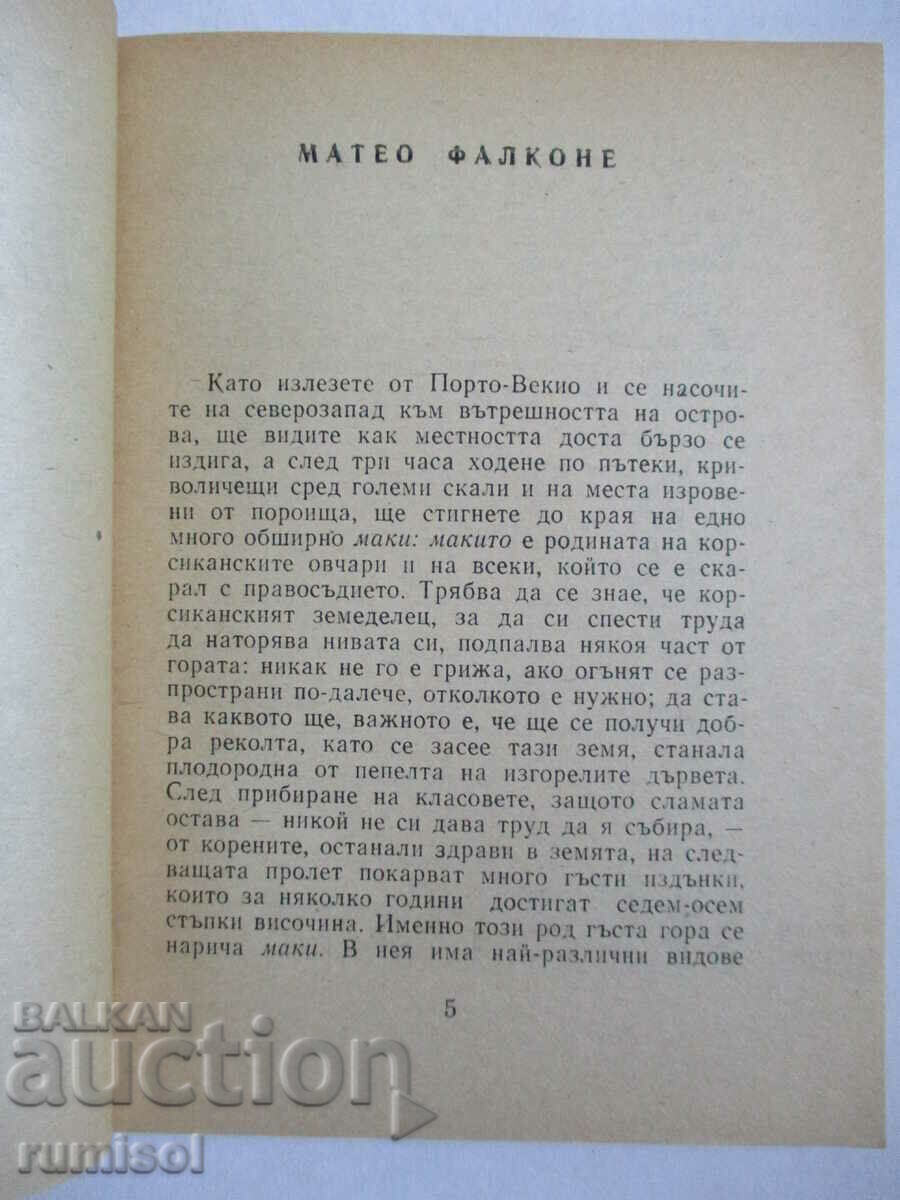 МАТЕО ФАЛКОНЕ
Като излезете от Порто-Векио и се насочи-
те на северозапад към вътрешността на остро-
ва, ще видите как местността доста бързо се
издига, а след три часа ходене по пътеки, кри-
воличещи сред големи скали и на места изрове-
ни от пороища, ще стигнете до края на едно
много обширно маки: макито е родината на кор-
сиканските овчари и на всеки, който се е ска-
рал с правосъдието. Трябва да се знае, че кор-
сиканският земеделец, за да си спести труда
да наторява нивата си, подпалва някоя част от
гората: никак не го е грижа, ако огънят се раз-
пространи по-далече, отколкото е нужно; да ста-
ва каквото ще, важното е, че ще се получи доб-
ра реколта, като се засее тази земя, станала
плодородна от пепелта на изгорелите дървета.
След прибиране на класовете, защото сламата
остава — никой не си дава труд да я събира, —
от корените, останали здрави в земята, на след-
ващата пролет покарват много гъсти издънки,
които за няколко години достигат седем-осем
стъпки височина. Именно този род гъста гора се
нарича маки. В нея има най-различни видове
5
BALKAN
auction
rumisol